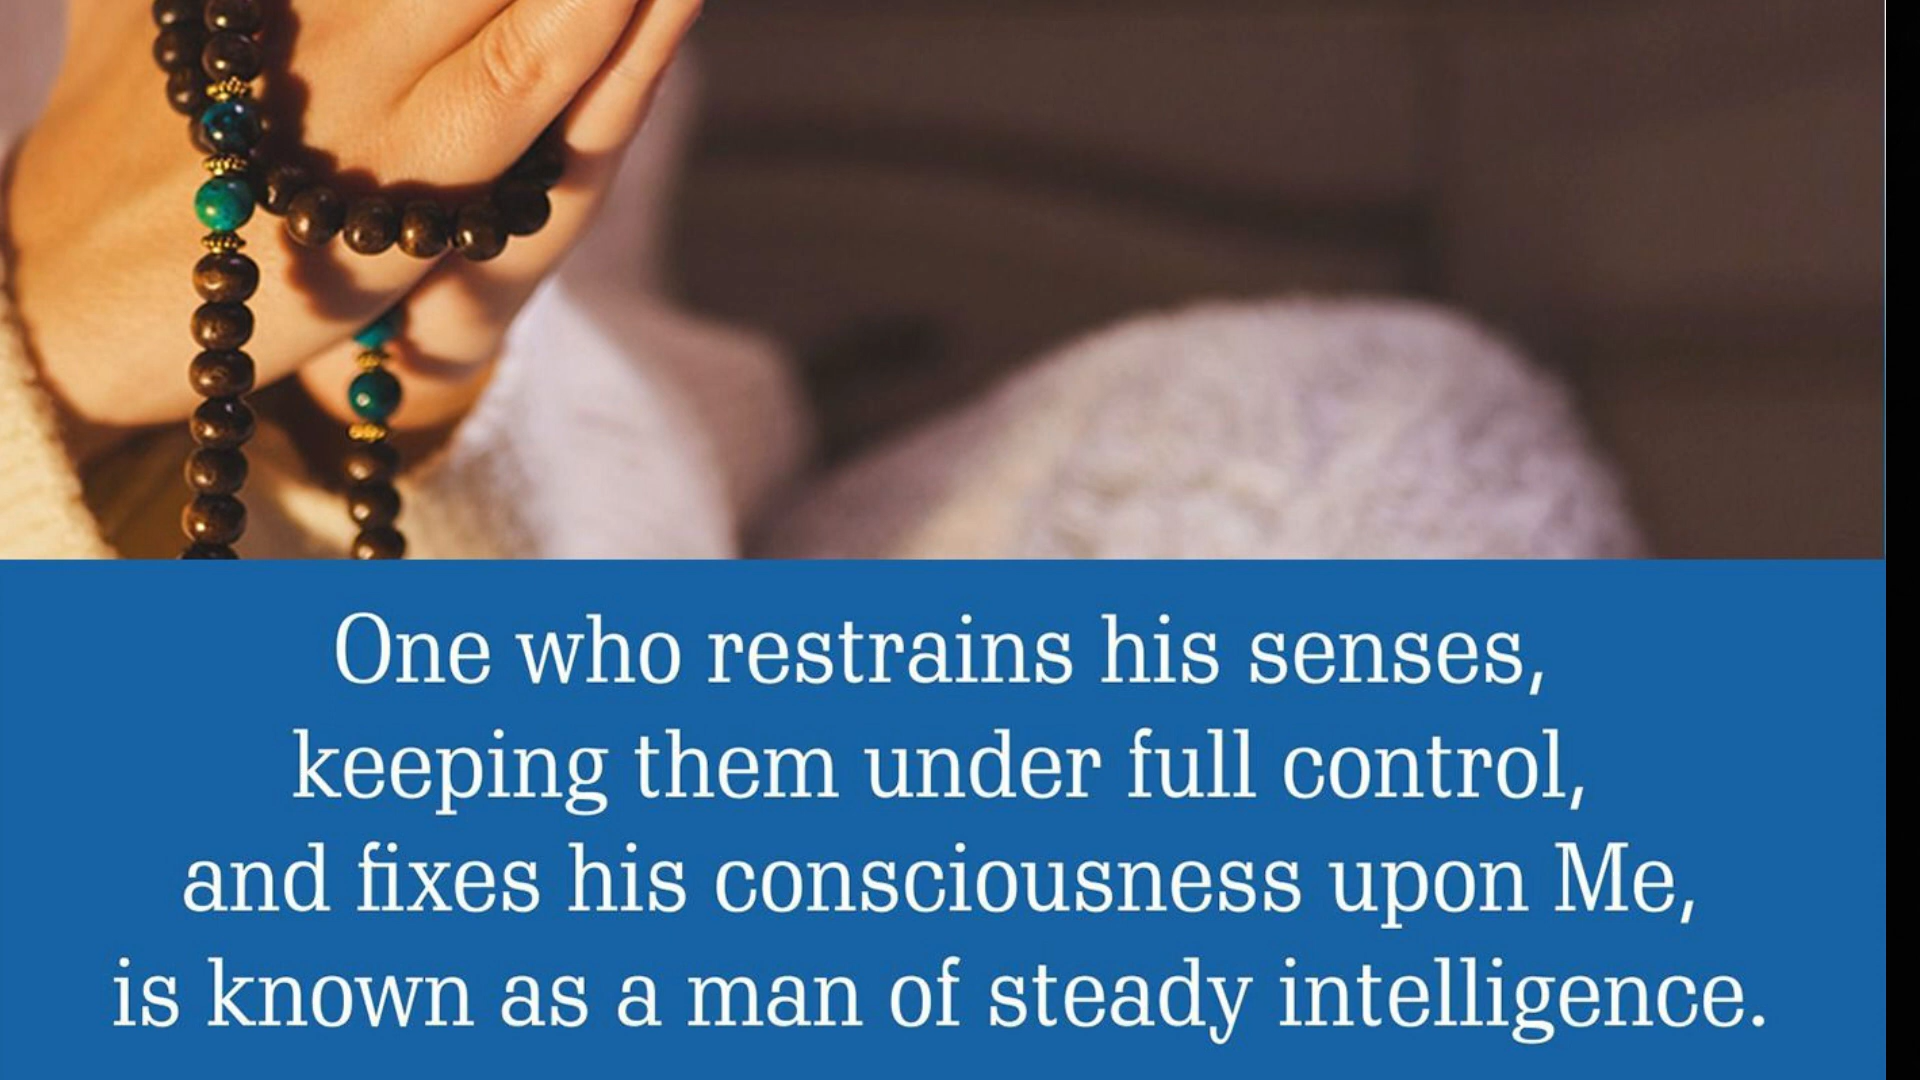 One who restrains his senses,
keeping them under full control,
and fixes his consciousness upon Me,
is known as a man of steady intelligence.